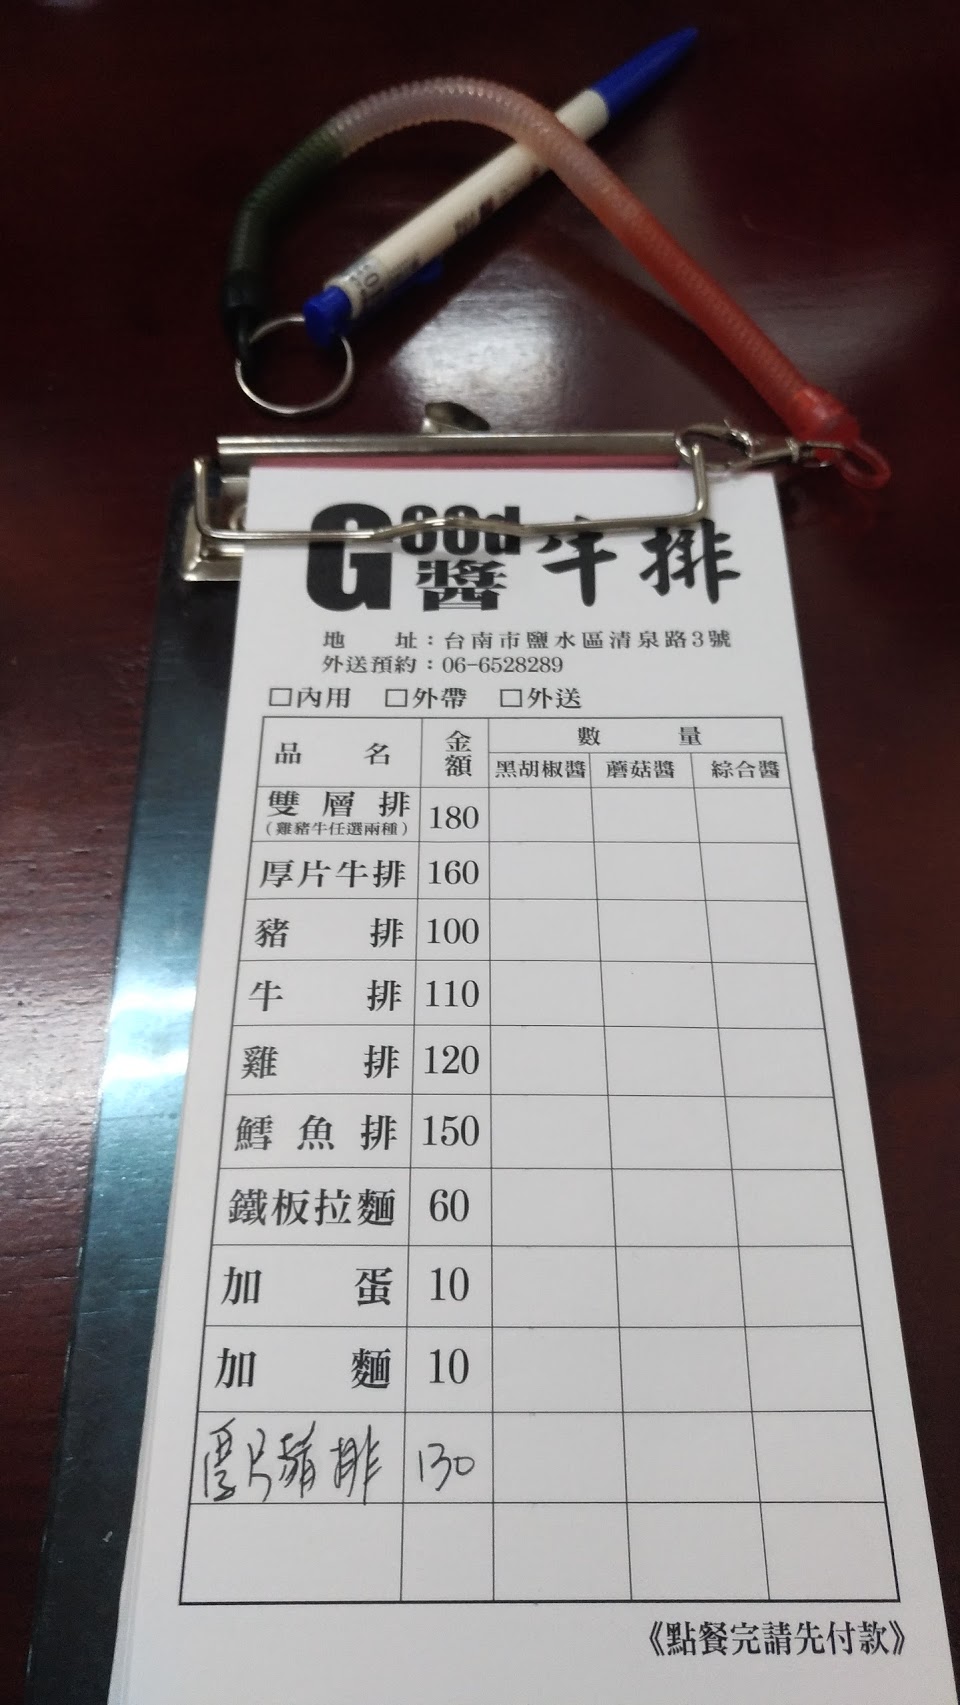 Good醬 牛排
地 址：台南市鹽水區清泉路3號
外送預約：06-6528289
□內用 □外帶 □外送
品名 金額 數量
黑胡椒醬 蘑菇醬 綜合醬
雙層排 180
(雞豬牛任選兩種)
厚片牛排 160
豬排 100
牛排 110
雞排 120
鱈魚排 150
鐵板拉麵 60
加蛋 10
加麵 10
厚片豬排 130
《點餐完請先付款》